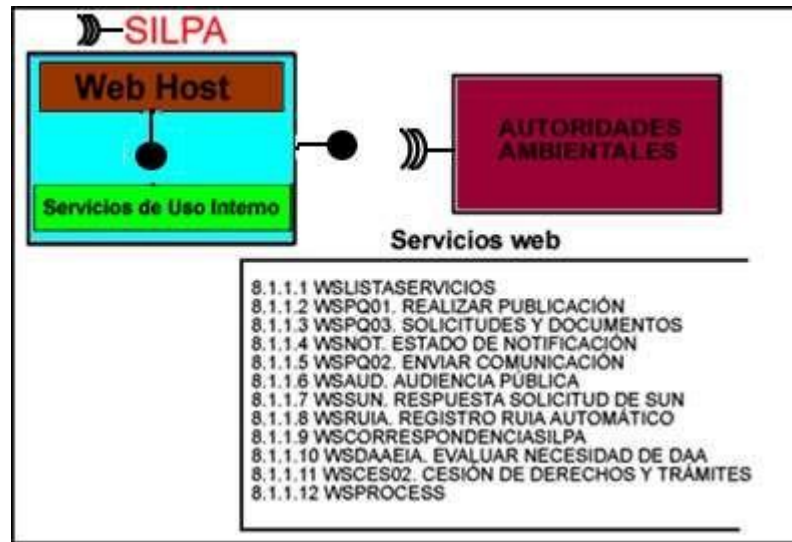 SILPA
Web Host
Servicios de Uso Interno
AUTORIDADES
AMBIENTALES
Servicios web
8.1.1.1 WSLISTASERVICIOS
8.1.1.2 WSPQ01. REALIZAR PUBLICACIÓN
8.1.1.3 WSPQ03. SOLICITUDES Y DOCUMENTOS
8.1.1.4 WSNOT. ESTADO DE NOTIFICACIÓN
8.1.1.5 WSPQ02. ENVIAR COMUNICACIÓN
8.1.1.6 WSAUD. AUDIENCIA PÚBLICA
8.1.1.7 WSSUN. RESPUESTA SOLICITUD DE SUN
8.1.1.8 WSRUIA. REGISTRO RUIA AUTOMÁTICO
8.1.1.9 WSCORRESPONDENCIASILPA
8.1.1.10 WSDAAEIA. EVALUAR NECESIDAD DE DAA
8.1.1.11 WSCES02. CESIÓN DE DERECHOS Y TRÁMITES
8.1.1.12 WSPROCESS